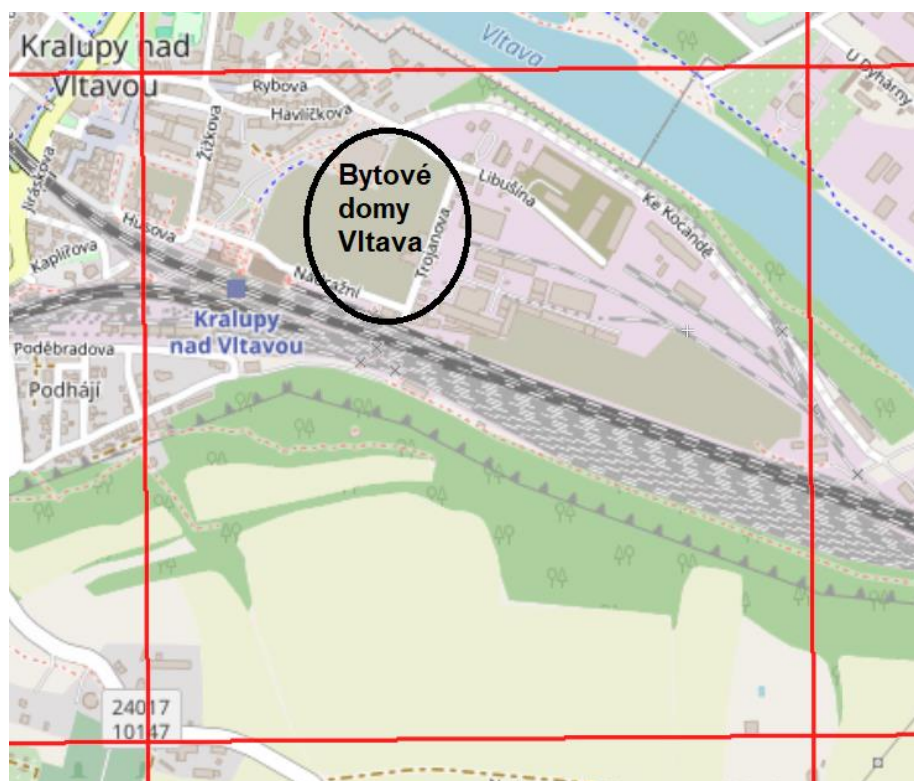 Kralupy nad
Vltavou
Rybova
Havlíčkova
Žižkova
Jiráskova
Husova
Kaplířova
Nádražní
Kralupy
nad Vltavou
Poděbradova
Podhájí
Bytové
domy
Vltava
Trojanova
Libušina
Ke Kocandě
Vltava
U Dýhárny
24017
10147